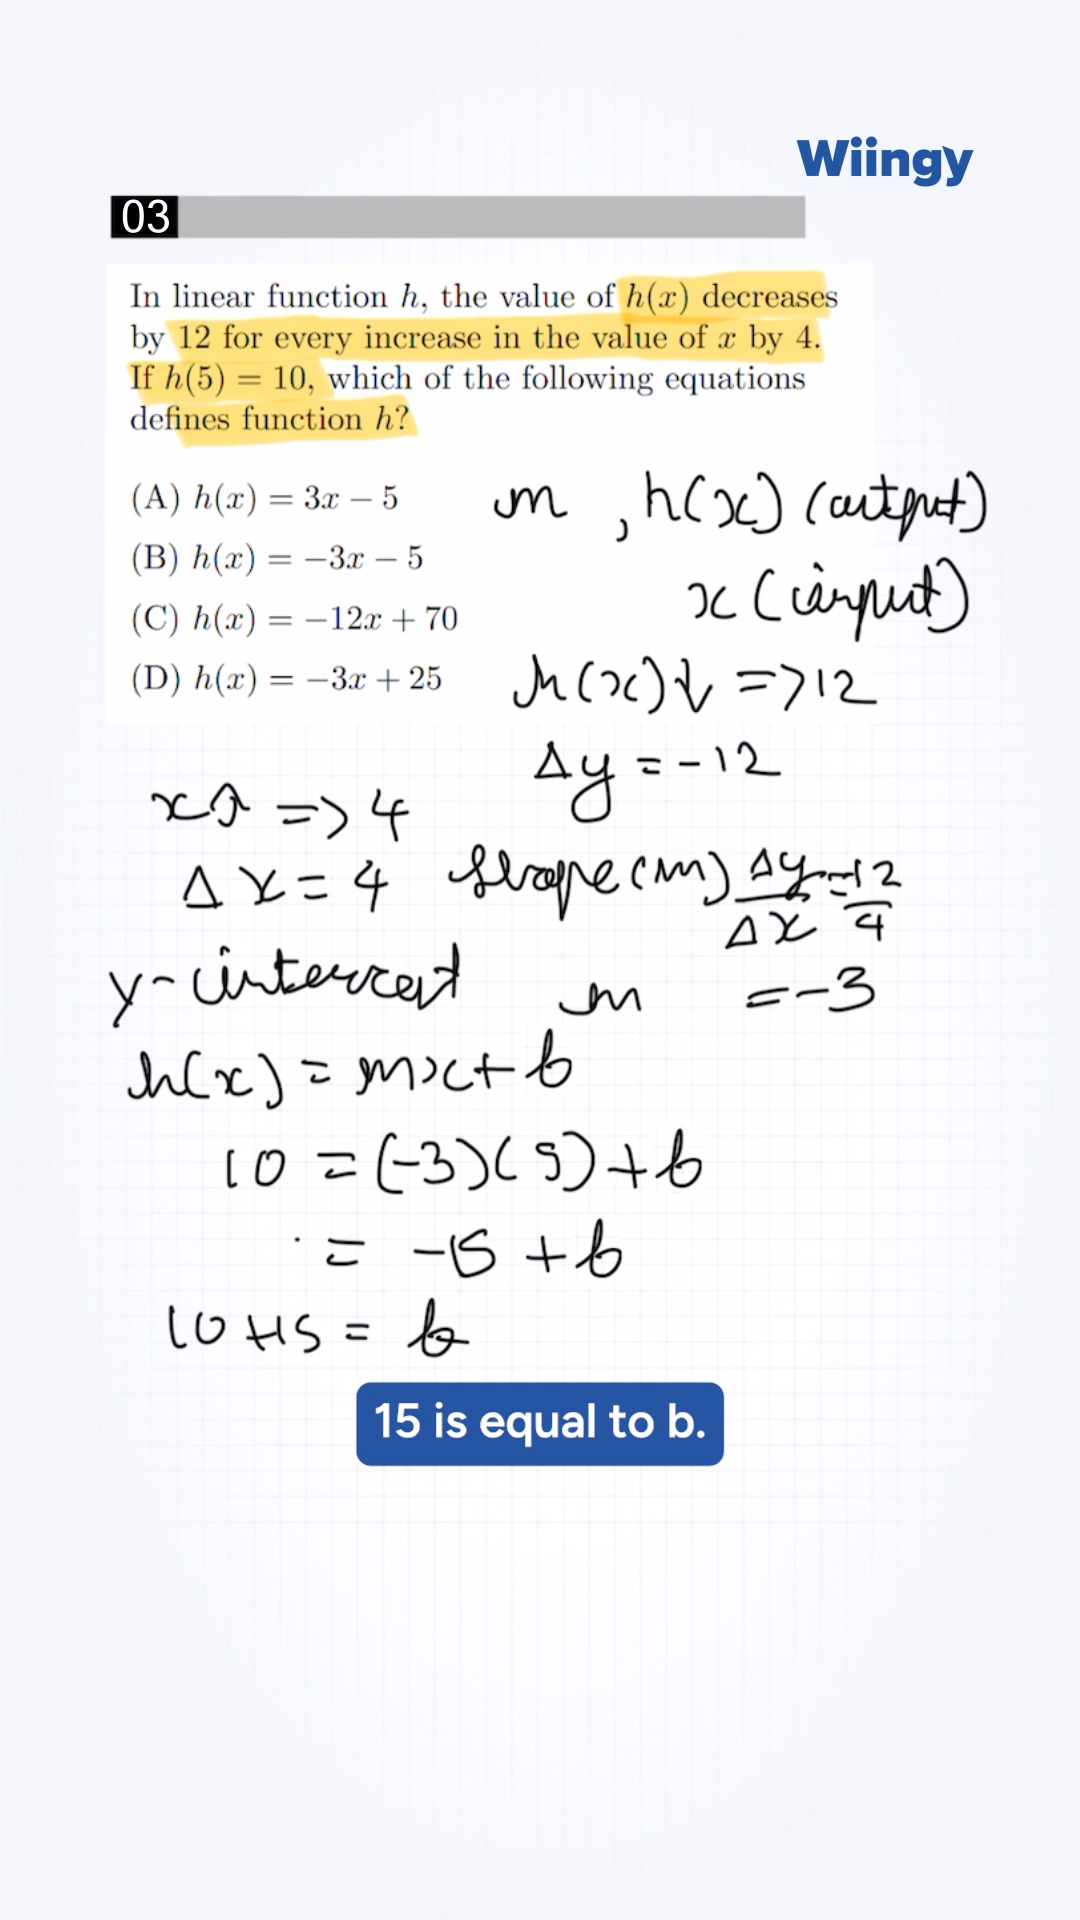 Wiingy
03
In linear function h, the value of h(x) decreases
by 12 for every increase in the value of x by 4.
If h(5) = 10, which of the following equations
defines function h?
(A) h(x) = 3x − 5
(B) h(x) = −3x − 5
(C) h(x) = −12x + 70
(D) h(x) = −3x + 25
m , h(x) (output)
x (input)
h(x)↓ => 12
Δy = -12
x↑ => 4
Δx = 4
slope(m) Δy/Δx = -12/4
y-intercept
m = -3
h(x) = mx + b
10 = (-3)(5) + b
= -15 + b
10 + 15 = b
15 is equal to b.